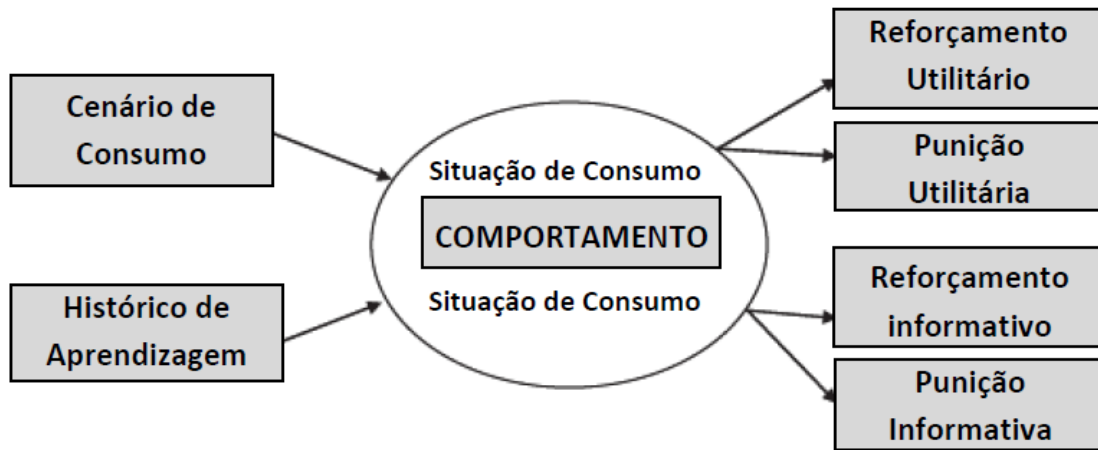 Cenário de
Consumo
Histórico de
Aprendizagem
Situação de Consumo
COMPORTAMENTO
Situação de Consumo
Reforçamento
Utilitário
Punição
Utilitária
Reforçamento
informativo
Punição
Informativa